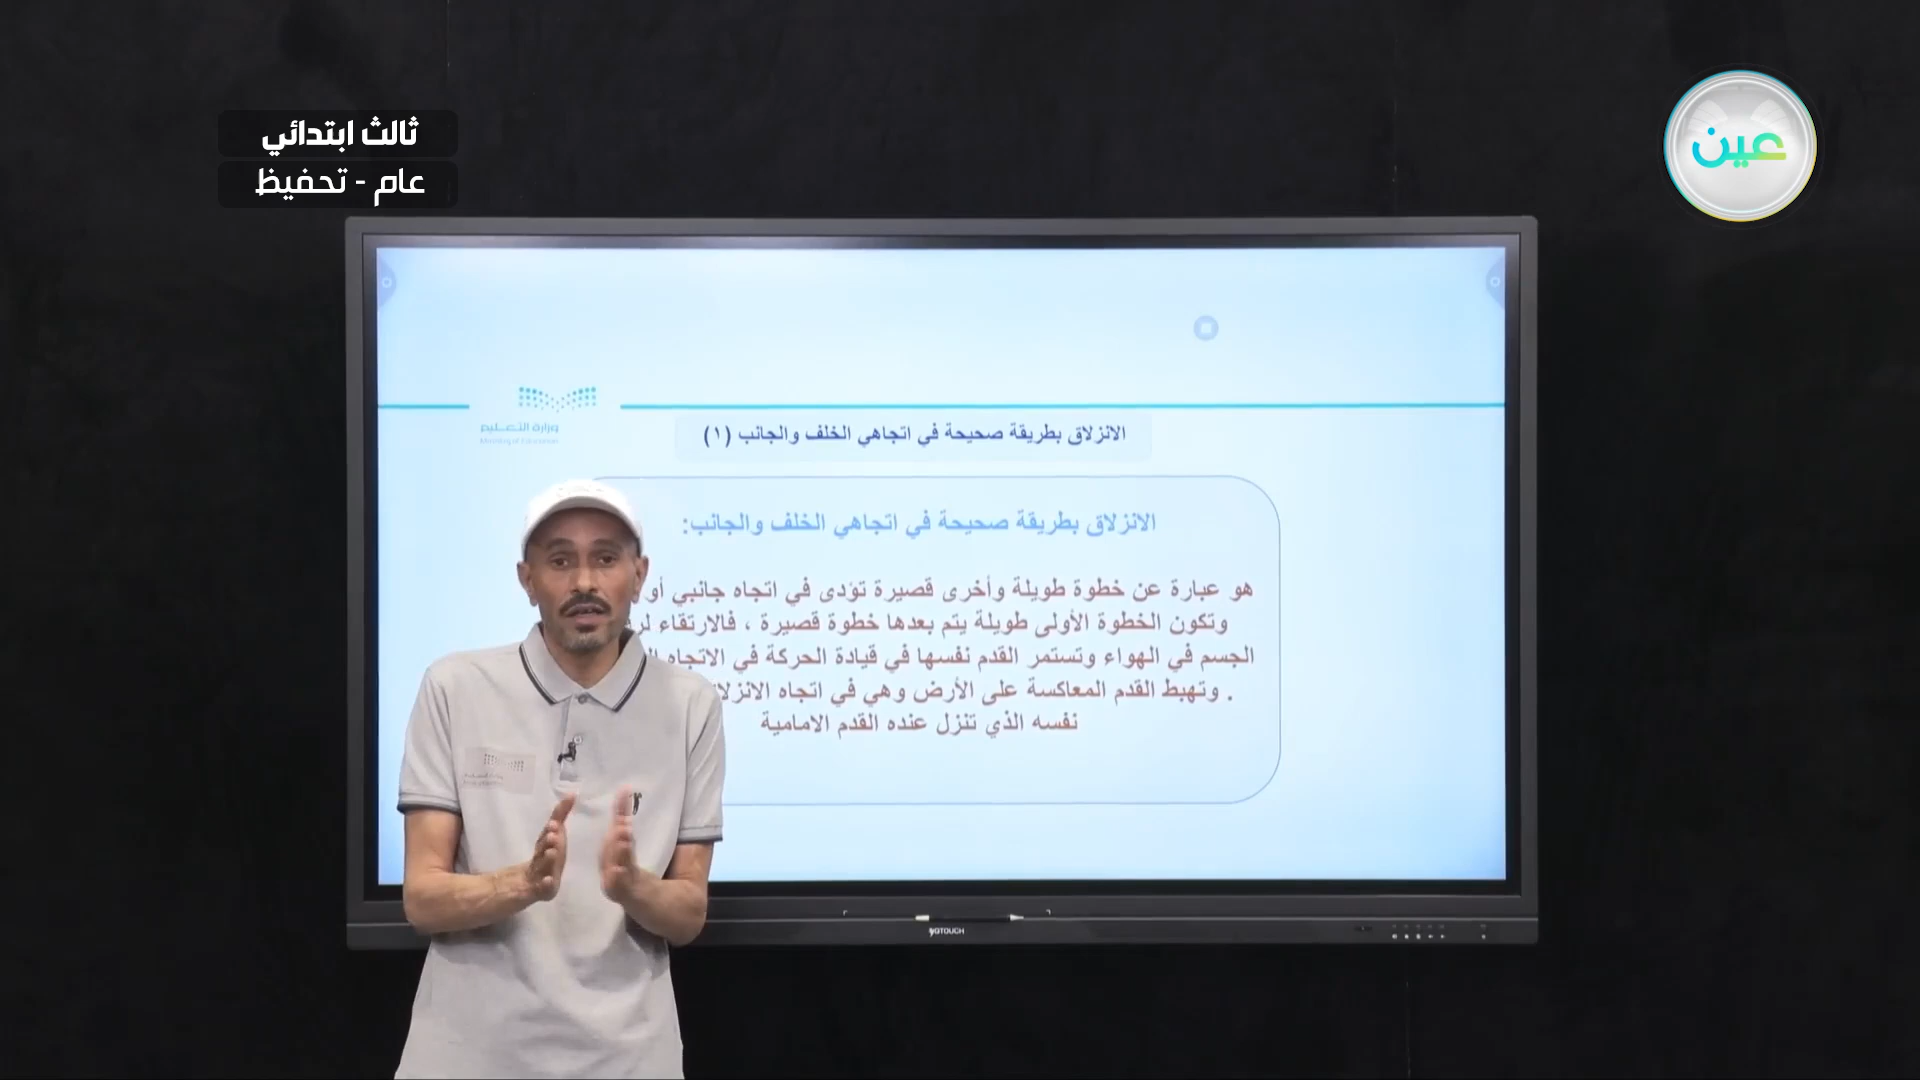 ثالث ابتدائي
عام - تحفيظ
عين
وزارة التعليم
Ministry of Education
الانزلاق بطريقة صحيحة في اتجاهي الخلف والجانب (١)
الانزلاق بطريقة صحيحة في اتجاهي الخلف والجانب:
هو عبارة عن خطوة طويلة وأخرى قصيرة تؤدى في اتجاه جانبي أو
وتكون الخطوة الأولى طويلة يتم بعدها خطوة قصيرة ، فالارتقاء
الجسم في الهواء وتستمر القدم نفسها في قيادة الحركة في الاتجاه
. وتهبط القدم المعاكسة على الأرض وهي في اتجاه
نفسه الذي تنزل عنده القدم الامامية